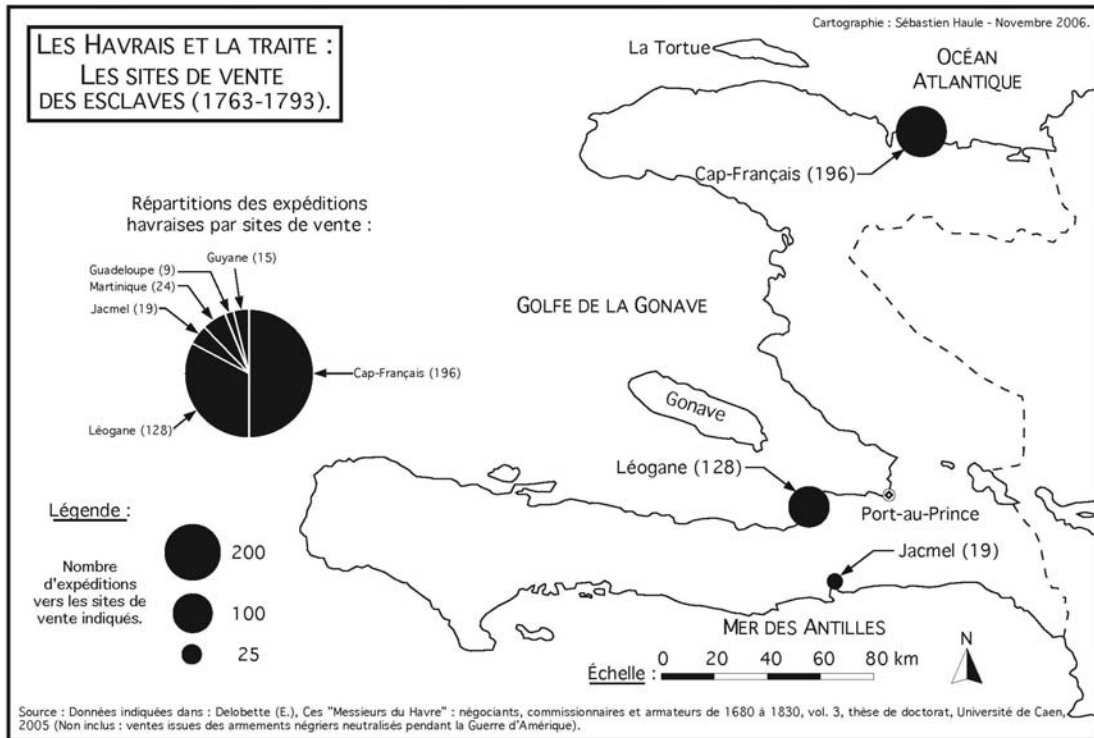 LES HAVRAIS ET LA TRAITE :
LES SITES DE VENTE
DES ESCLAVES (1763-1793).
Cartographie : Sébastien Haule - Novembre 2006.
La Tortue
OCÉAN
ATLANTIQUE
Cap-Français (196)
Répartitions des expéditions
havraises par sites de vente :
Guyane (15)
Guadeloupe (9)
Martinique (24)
Jacmel (19)
Cap-Français (196)
Léogane (128)
GOLFE DE LA GONAVE
Gonave
Léogane (128)
Port-au-Prince
Jacmel (19)
MER DES ANTILLES
Légende :
Nombre
d'expéditions
vers les sites de
vente indiqués.
200
100
25
Échelle :
0 20 40 60 80 km
N
Source : Données indiquées dans : Delobette (E.), Ces "Messieurs du Havre" : négociants, commissionnaires et armateurs de 1680 à 1830, vol. 3, thèse de doctorat, Université de Caen,
2005 (Non inclus : ventes issues des armements négriers neutralisés pendant la Guerre d'Amérique).